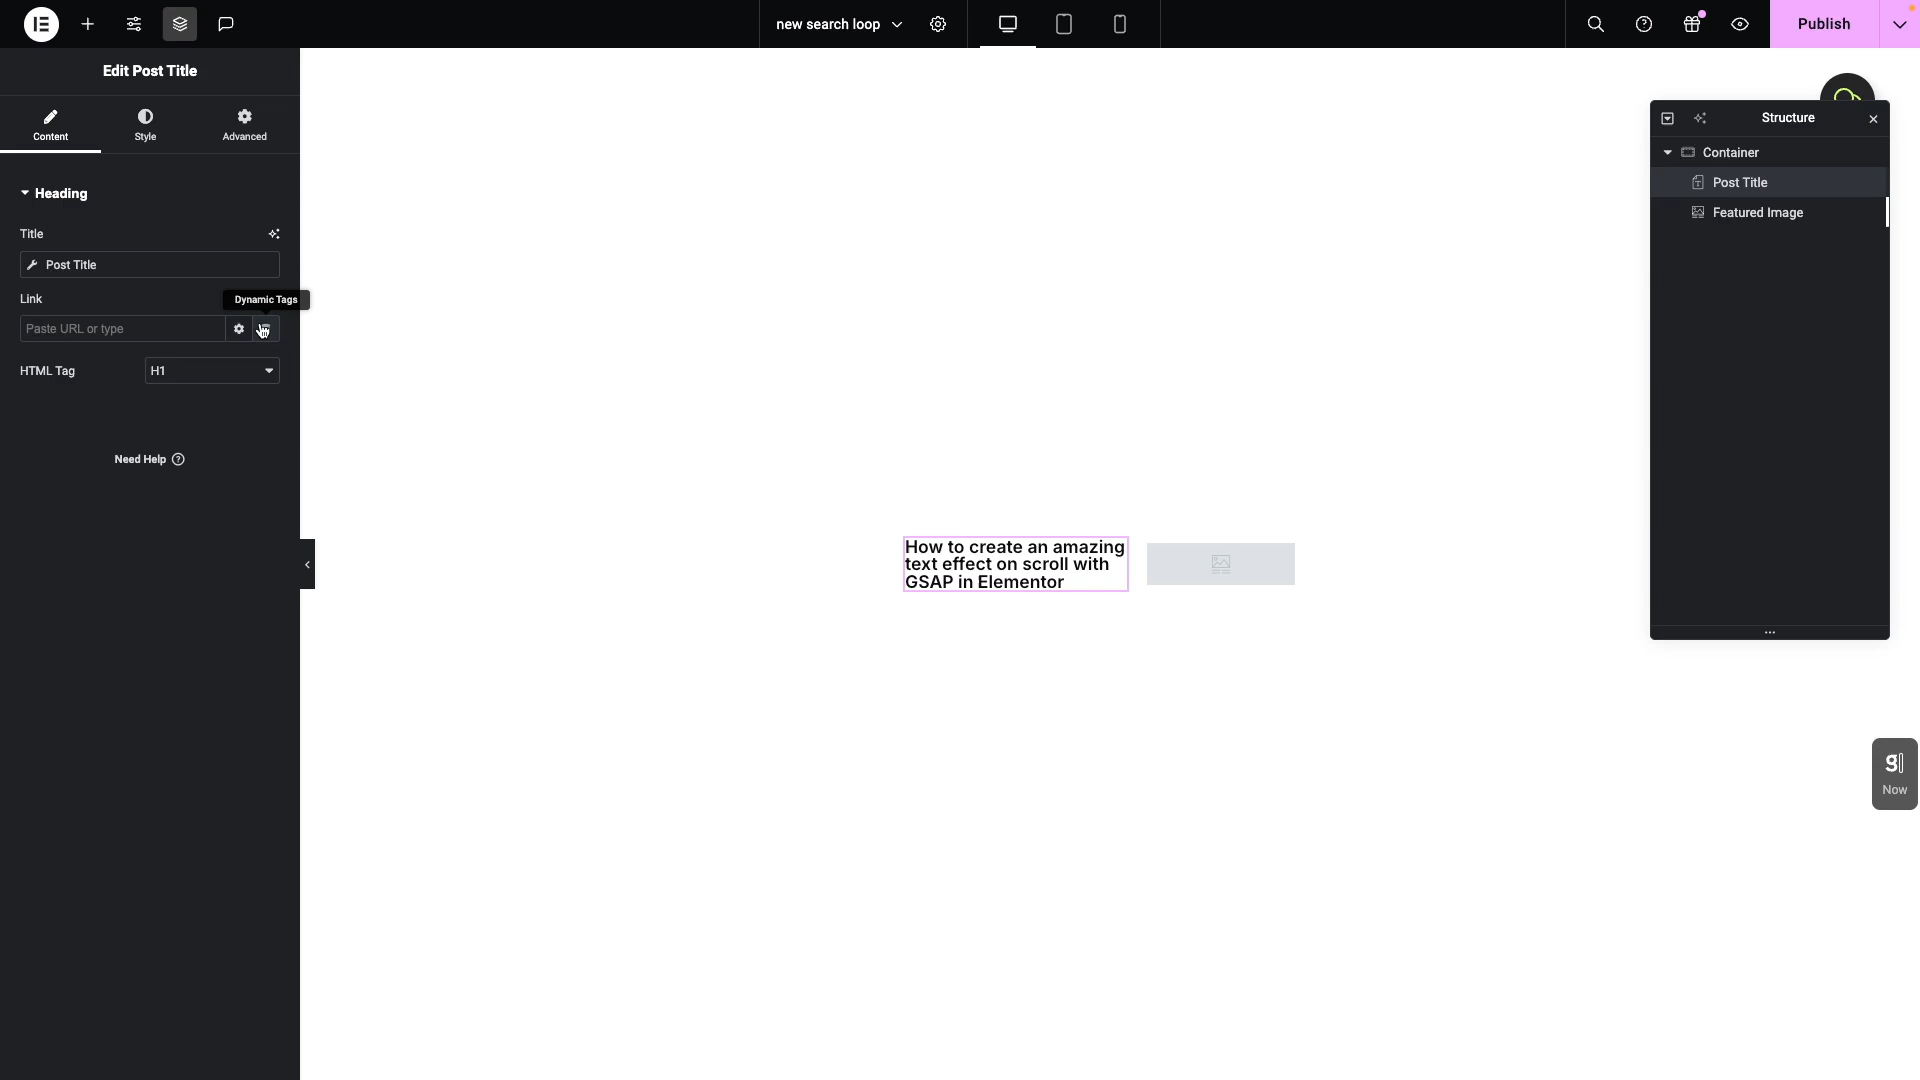 new search loop
Publish
Edit Post Title
Content
Style
Advanced
Heading
Title
Post Title
Link
Dynamic Tags
Paste URL or type
HTML Tag
H1
Need Help
How to create an amazing
text effect on scroll with
GSAP in Elementor
Structure
Container
Post Title
Featured Image
g
Now